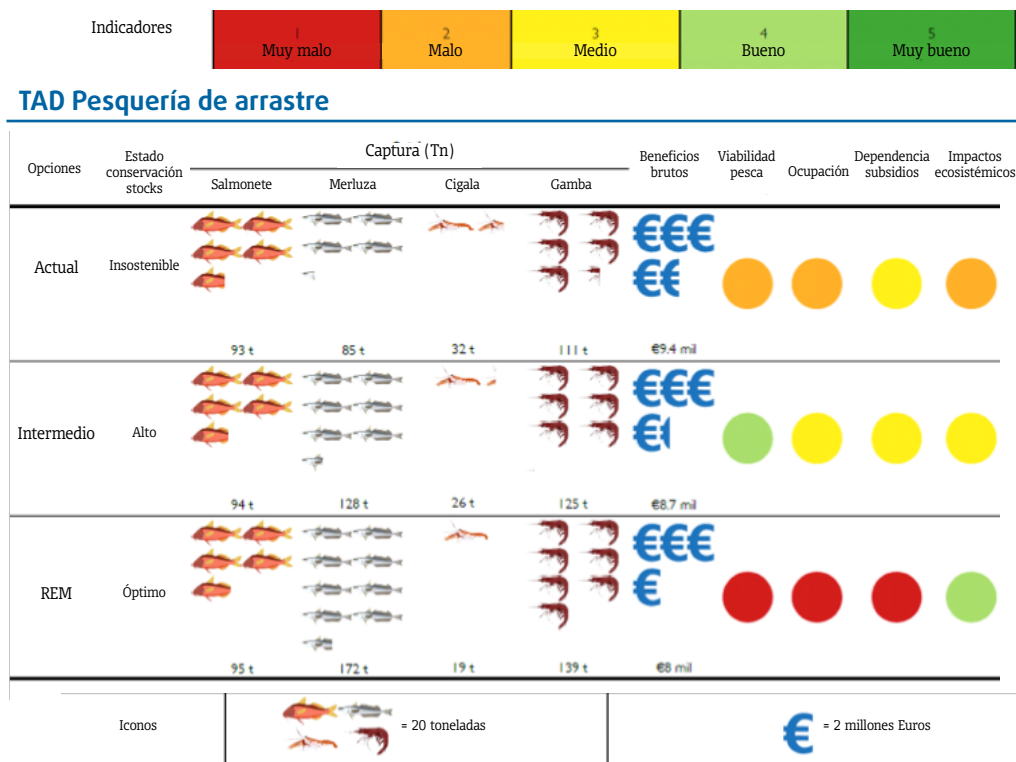 Indicadores
1 2 3 4 5
Muy malo Malo Medio Bueno Muy bueno
TAD Pesquería de arrastre
Opciones Estado conservación stocks Captura (Tn) Beneficios brutos Viabilidad pesca Ocupación Dependencia subsidios Impactos ecosistémicos
Salmonete Merluza Cigala Gamba
Actual Insostenible
€€€
€€
93 t 85 t 32 t 111 t €9.4 mil
Intermedio Alto
€€€
€€
94 t 128 t 26 t 125 t €8.7 mil
REM Óptimo
€€€
€
95 t 172 t 19 t 139 t €8 mil
Iconos = 20 toneladas € = 2 millones Euros